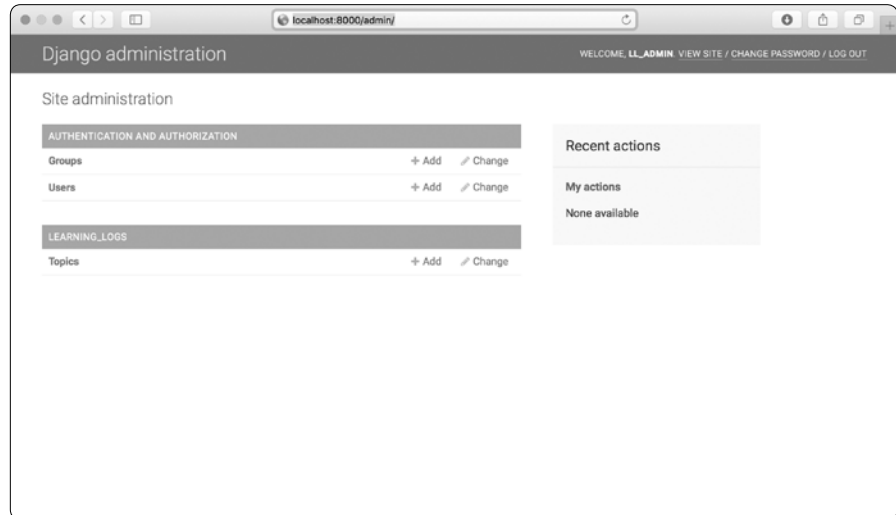 localhost:8000/admin/
Django administration
WELCOME, LL_ADMIN. VIEW SITE / CHANGE PASSWORD / LOG OUT
Site administration
AUTHENTICATION AND AUTHORIZATION
Groups + Add Change
Users + Add Change
LEARNING_LOGS
Topics + Add Change
Recent actions
My actions
None available